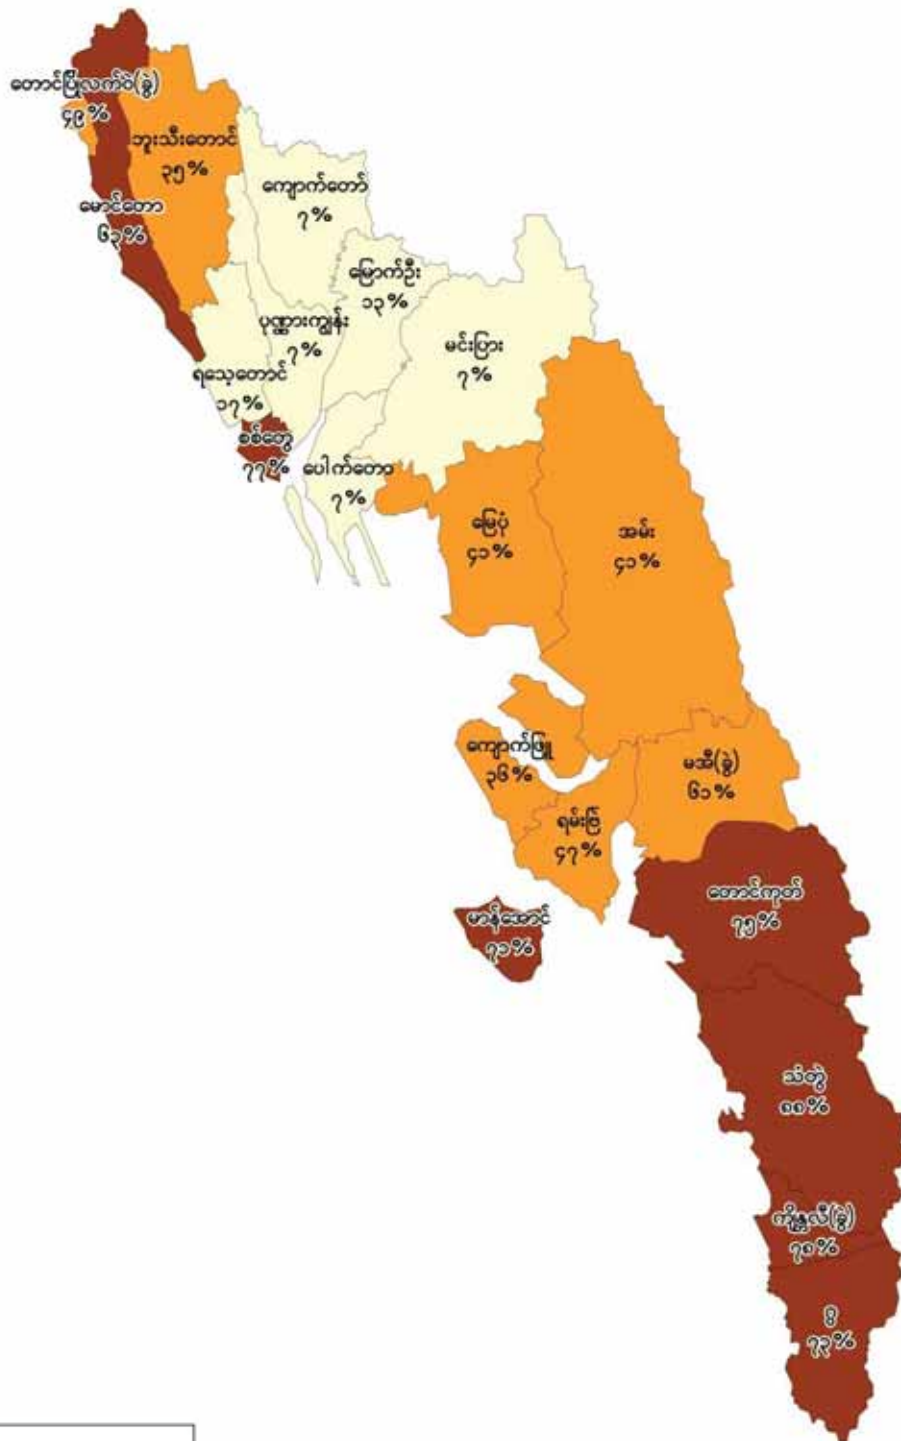 တောင်ပြိုလက်ဝဲ(ခွဲ)
၄၉%
ဘူးသီးတောင်
၃၅%
ကျောက်တော်
၇%
မောင်တော
၆၃%
မြောက်ဦး
၁၃%
ပုဏ္ဏားကျွန်း
၇%
မင်းပြား
၇%
ရသေ့တောင်
၁၇%
စစ်တွေ
၇၇%
ပေါက်တော
၇%
မြေပုံ
၄၁%
အမ်း
၄၁%
ကျောက်ဖြူ
၃၆%
မအီ(ခွဲ)
၆၁%
ရမ်းဗြဲ
၄၇%
တောင်ကုတ်
၇၅%
မာန်အောင်
၇၁%
သံတွဲ
၈၈%
ကျိန္တလီ(ခွဲ)
၇၈%
ဂွ
၇၃%